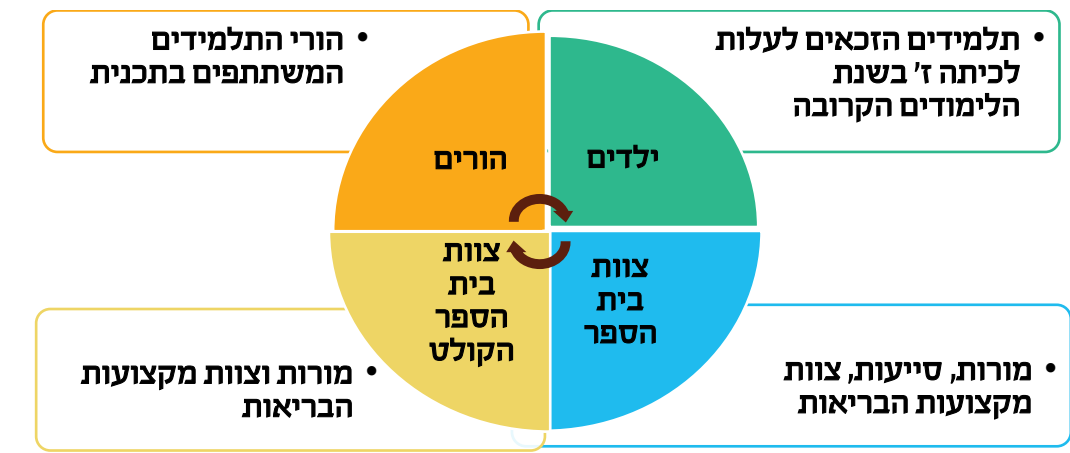 תלמידים הזכאים לעלות
לכיתה ז' בשנת
הלימודים הקרובה
הורי התלמידים
המשתתפים בתכנית
ילדים
הורים
צוות
בית
הספר
צוות
בית
הספר
הקולט
מורות, סייעות, צוות
מקצועות הבריאות
מורות וצוות מקצועות
הבריאות